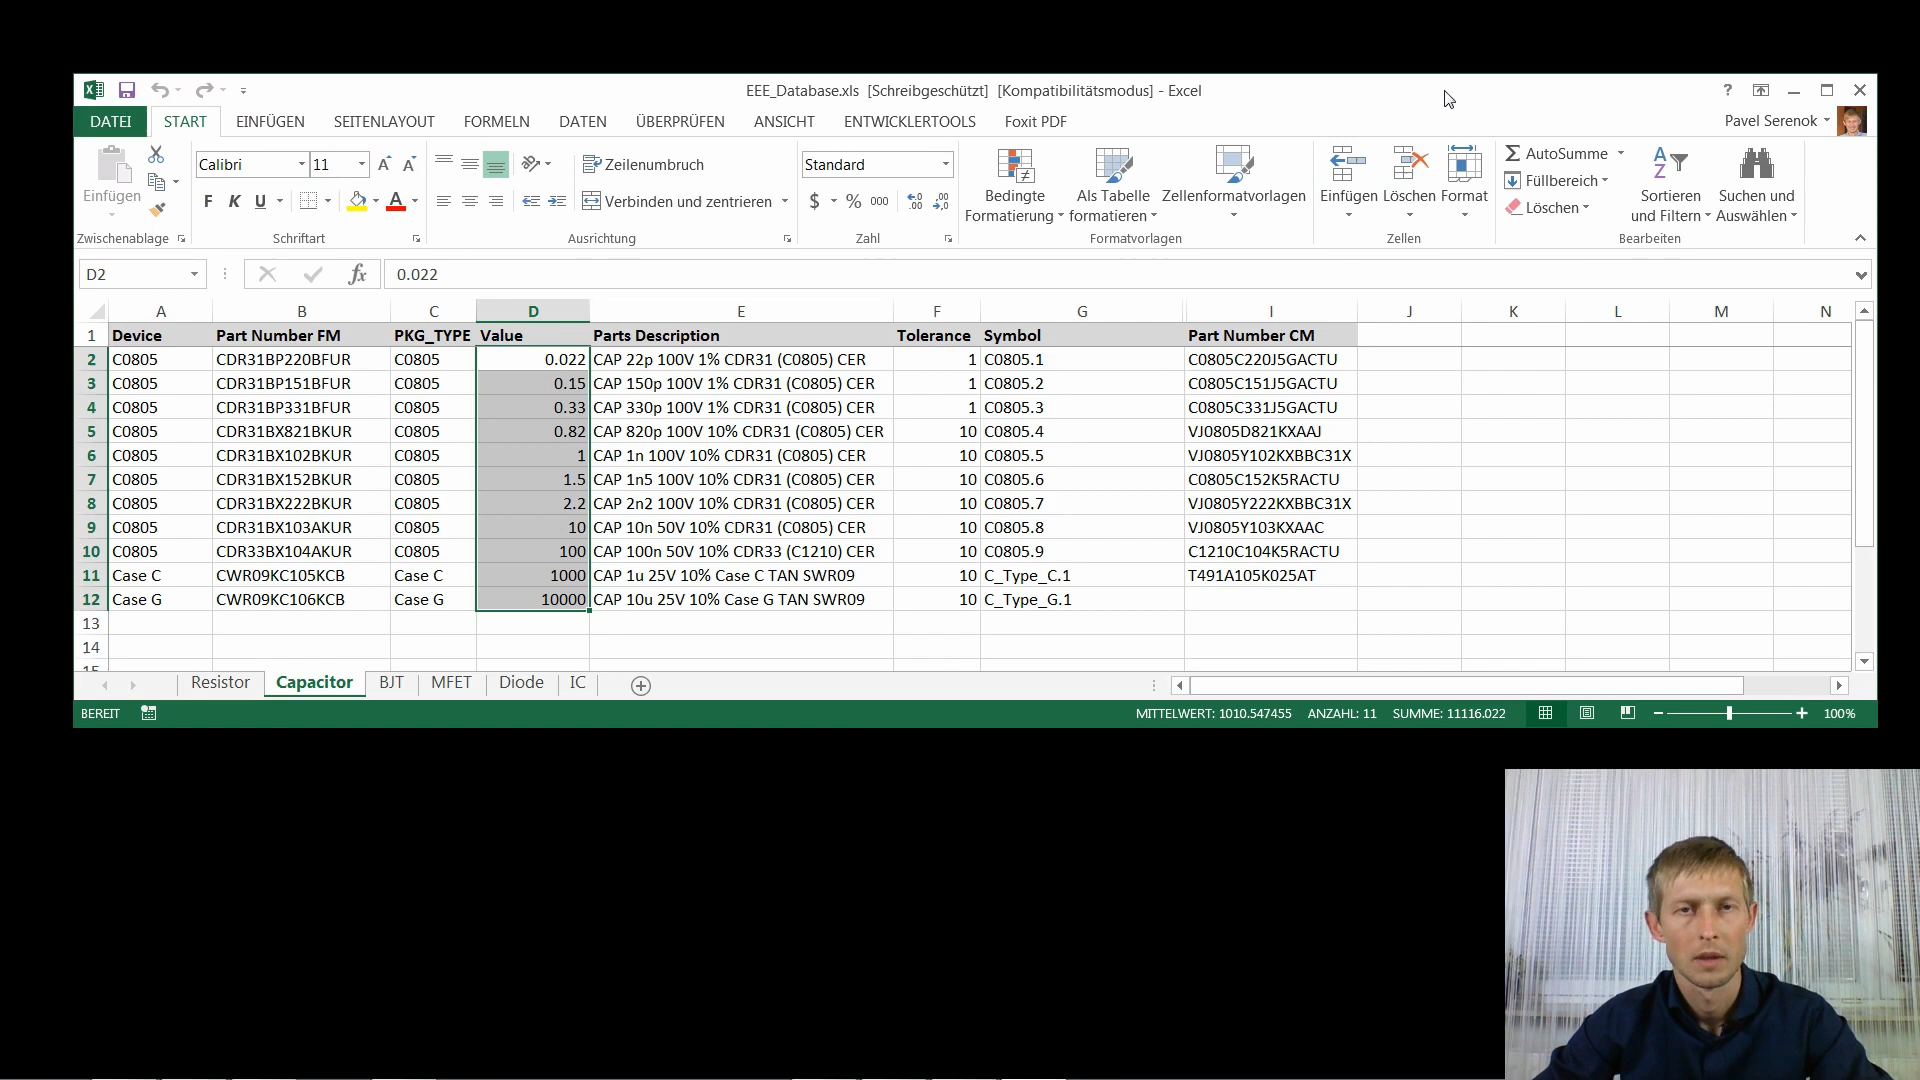 EEE_Database.xls [Schreibgeschützt] [Kompatibilitätsmodus] - Excel
?
DATEI START EINFÜGEN SEITENLAYOUT FORMELN DATEN ÜBERPRÜFEN ANSICHT ENTWICKLERTOOLS Foxit PDF Pavel Serenok
Einfügen
Calibri 11
F K U
Zeilenumbruch
Verbinden und zentrieren
Standard
$ % 000
Bedingte Formatierung
Als Tabelle formatieren
Zellenformatvorlagen
Einfügen Löschen Format
AutoSumme
Füllbereich
Löschen
Sortieren und Filtern
Suchen und Auswählen
Zwischenablage Schriftart Ausrichtung Zahl Formatvorlagen Zellen Bearbeiten
D2 fx 0.022
A B C D E F G I J K L M N
1 Device Part Number FM PKG_TYPE Value Parts Description Tolerance Symbol Part Number CM
2 C0805 CDR31BP220BFUR C0805 0.022 CAP 22p 100V 1% CDR31 (C0805) CER 1 C0805.1 C0805C220J5GACTU
3 C0805 CDR31BP151BFUR C0805 0.15 CAP 150p 100V 1% CDR31 (C0805) CER 1 C0805.2 C0805C151J5GACTU
4 C0805 CDR31BP331BFUR C0805 0.33 CAP 330p 100V 1% CDR31 (C0805) CER 1 C0805.3 C0805C331J5GACTU
5 C0805 CDR31BX821BKUR C0805 0.82 CAP 820p 100V 10% CDR31 (C0805) CER 10 C0805.4 VJ0805D821KXAAJ
6 C0805 CDR31BX102BKUR C0805 1 CAP 1n 100V 10% CDR31 (C0805) CER 10 C0805.5 VJ0805Y102KXBBC31X
7 C0805 CDR31BX152BKUR C0805 1.5 CAP 1n5 100V 10% CDR31 (C0805) CER 10 C0805.6 C0805C152K5RACTU
8 C0805 CDR31BX222BKUR C0805 2.2 CAP 2n2 100V 10% CDR31 (C0805) CER 10 C0805.7 VJ0805Y222KXBBC31X
9 C0805 CDR31BX103AKUR C0805 10 CAP 10n 50V 10% CDR31 (C0805) CER 10 C0805.8 VJ0805Y103KXAAC
10 C0805 CDR33BX104AKUR C0805 100 CAP 100n 50V 10% CDR33 (C1210) CER 10 C0805.9 C1210C104K5RACTU
11 Case C CWR09KC105KCB Case C 1000 CAP 1u 25V 10% Case C TAN SWR09 10 C_Type_C.1 T491A105K025AT
12 Case G CWR09KC106KCB Case G 10000 CAP 10u 25V 10% Case G TAN SWR09 10 C_Type_G.1
13
14
15
Resistor Capacitor BJT MFET Diode IC
BEREIT MITTELWERT: 1010.547455 ANZAHL: 11 SUMME: 11116.022 100%